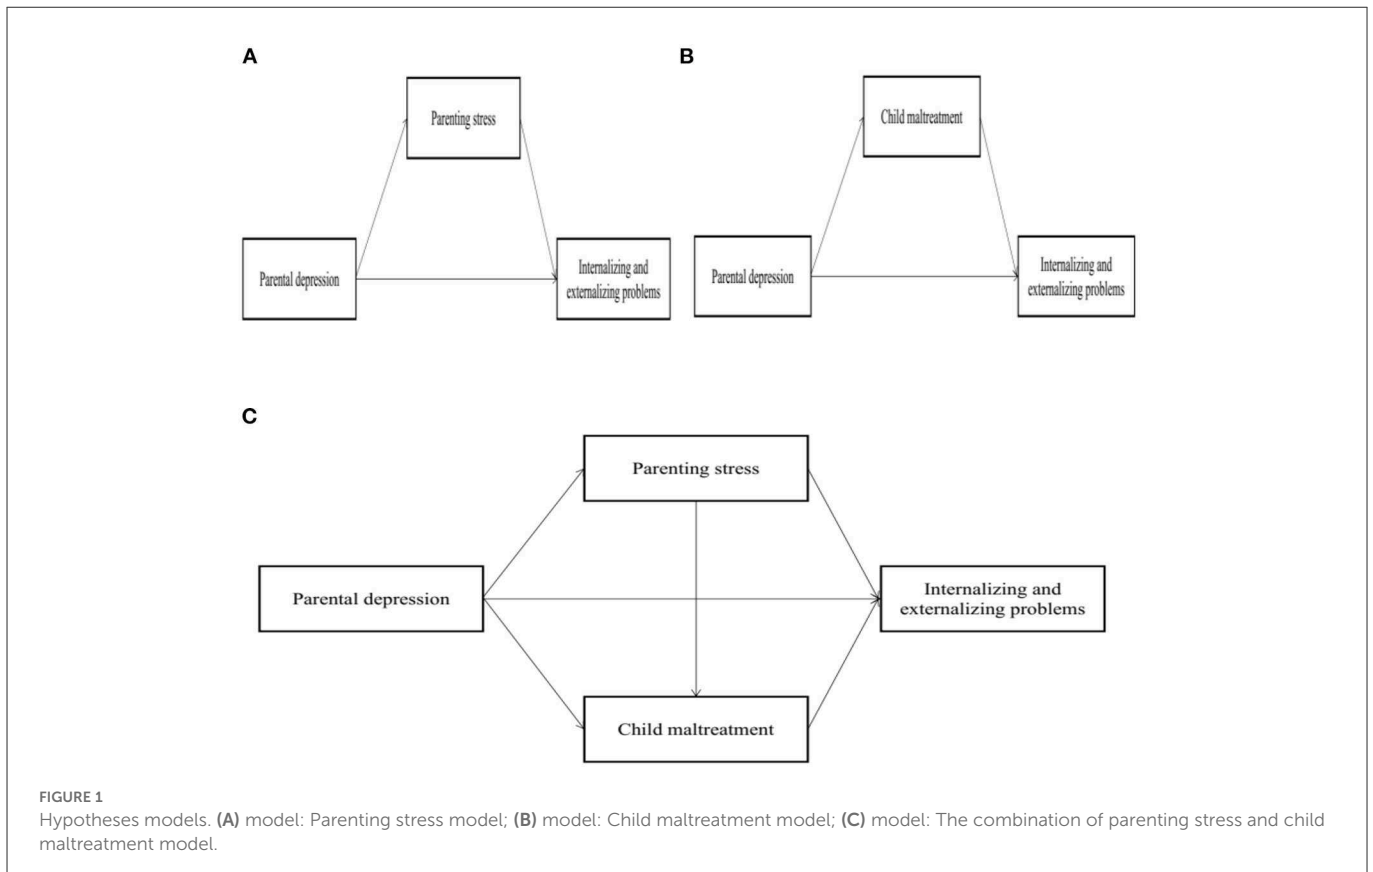 A
Parenting stress
Parental depression
Internalizing and
externalizing problems
B
Child maltreatment
Parental depression
Internalizing and
externalizing problems
C
Parenting stress
Parental depression
Internalizing and
externalizing problems
Child maltreatment
FIGURE 1
Hypotheses models. (A) model: Parenting stress model; (B) model: Child maltreatment model; (C) model: The combination of parenting stress and child
maltreatment model.